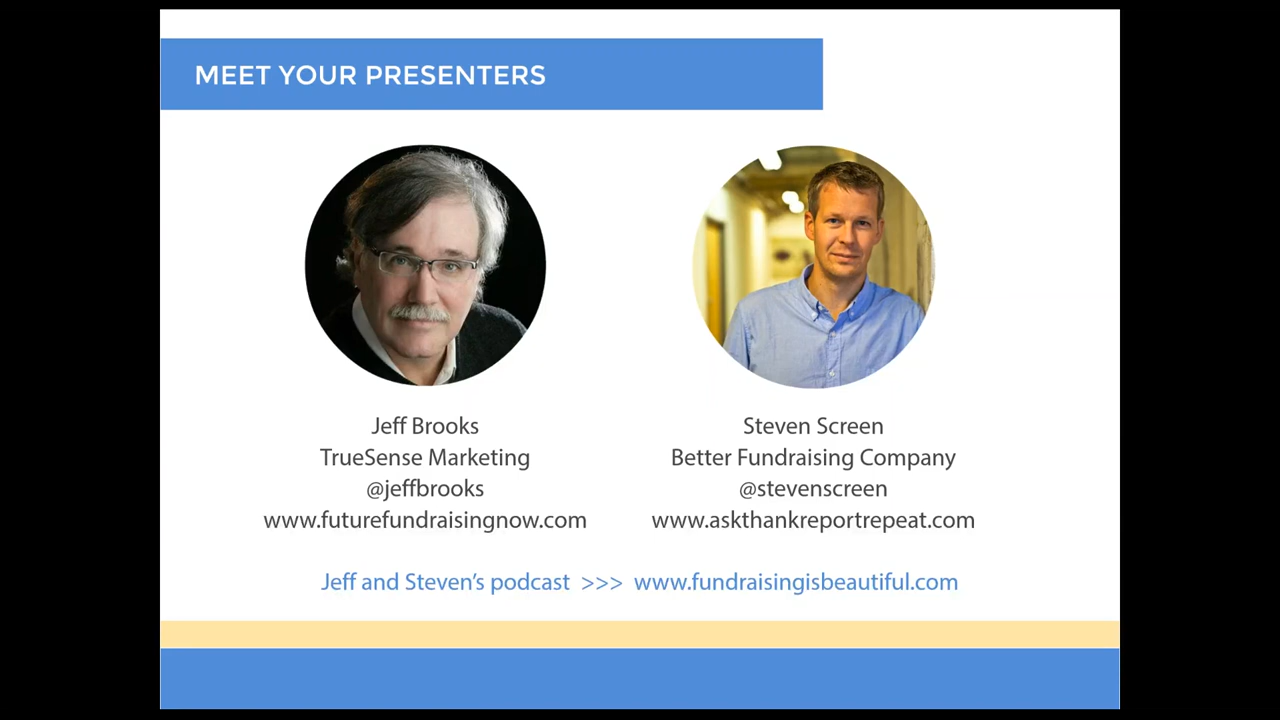 MEET YOUR PRESENTERS
Jeff Brooks
TrueSense Marketing
@jeffbrooks
www.futurefundraisingnow.com
Steven Screen
Better Fundraising Company
@stevenscreen
www.askthankreportrepeat.com
Jeff and Steven’s podcast >>> www.fundraisingisbeautiful.com